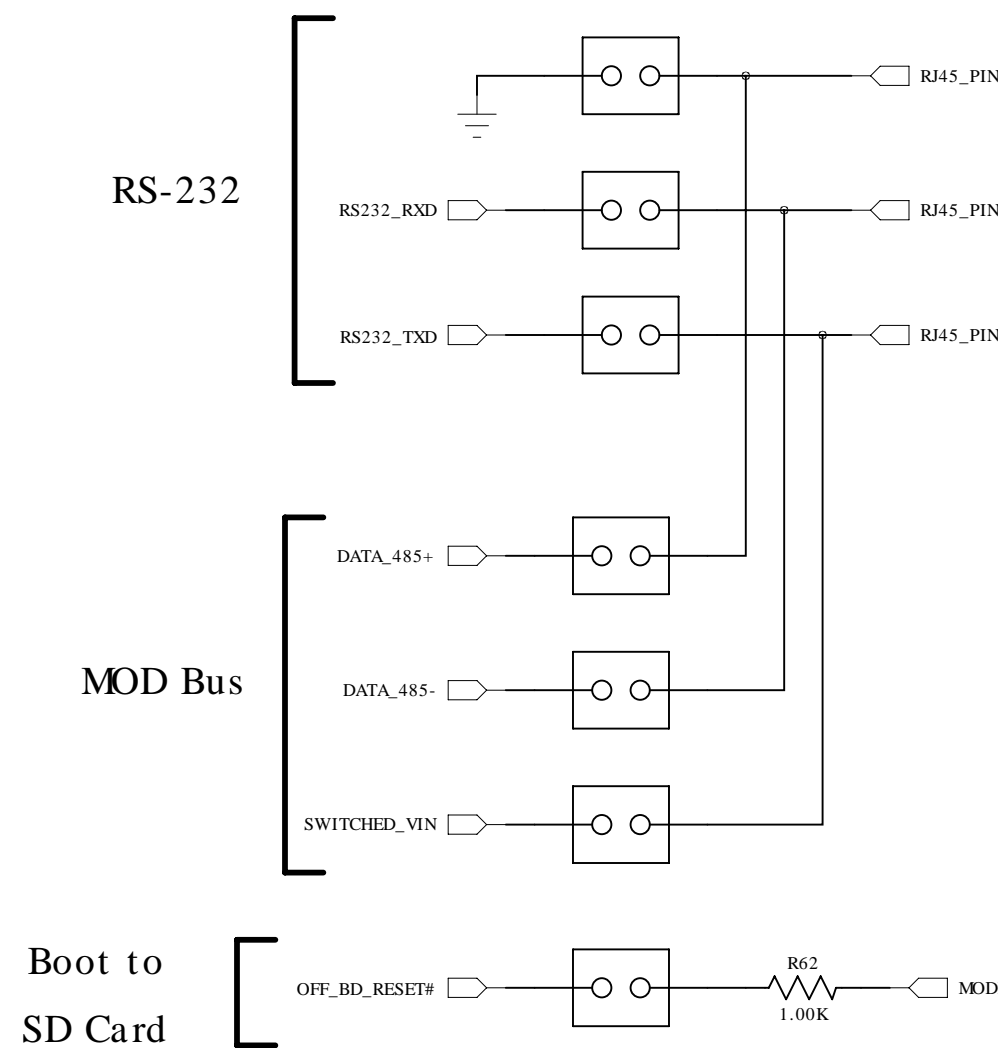 RJ45_PIN
RS-232
RS232_RXD
RJ45_PIN
RS232_TXD
RJ45_PIN
DATA_485+
MOD Bus
DATA_485-
SWITCHED_VIN
Boot to
SD Card
OFF_BD_RESET#
R62
1.00K
MOD